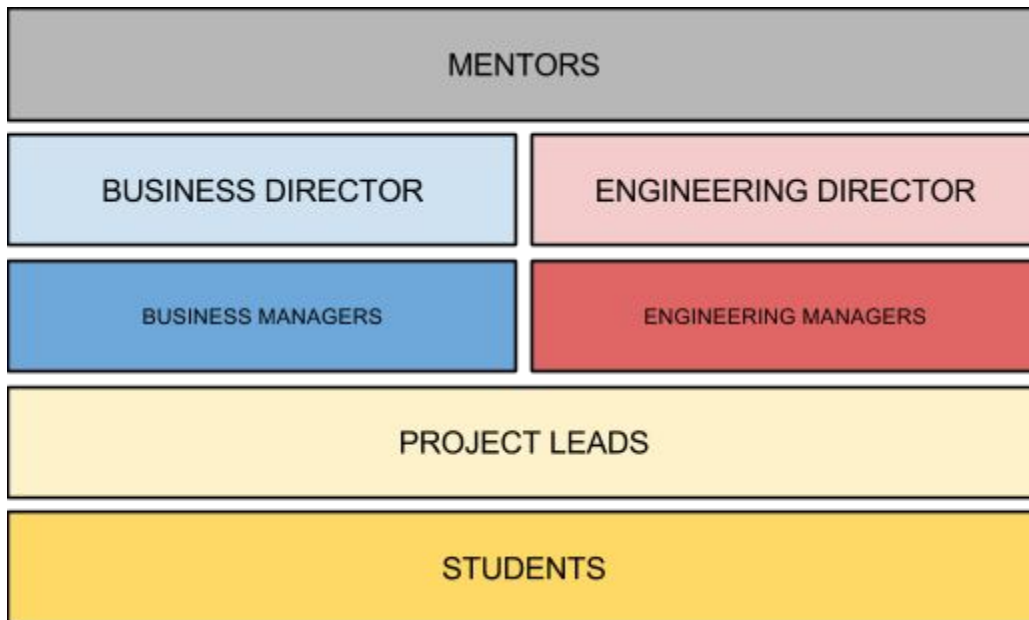 MENTORS
BUSINESS DIRECTOR
ENGINEERING DIRECTOR
BUSINESS MANAGERS
ENGINEERING MANAGERS
PROJECT LEADS
STUDENTS